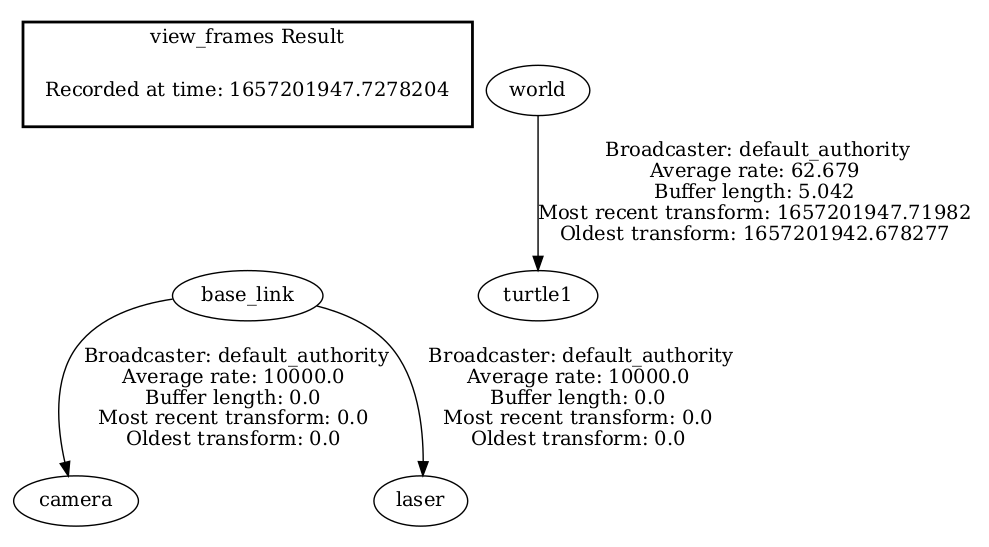 view_frames Result
Recorded at time: 1657201947.7278204
world
Broadcaster: default_authority
Average rate: 62.679
Buffer length: 5.042
Most recent transform: 1657201947.71982
Oldest transform: 1657201942.678277
base_link
turtle1
Broadcaster: default_authority
Average rate: 10000.0
Buffer length: 0.0
Most recent transform: 0.0
Oldest transform: 0.0
Broadcaster: default_authority
Average rate: 10000.0
Buffer length: 0.0
Most recent transform: 0.0
Oldest transform: 0.0
camera
laser